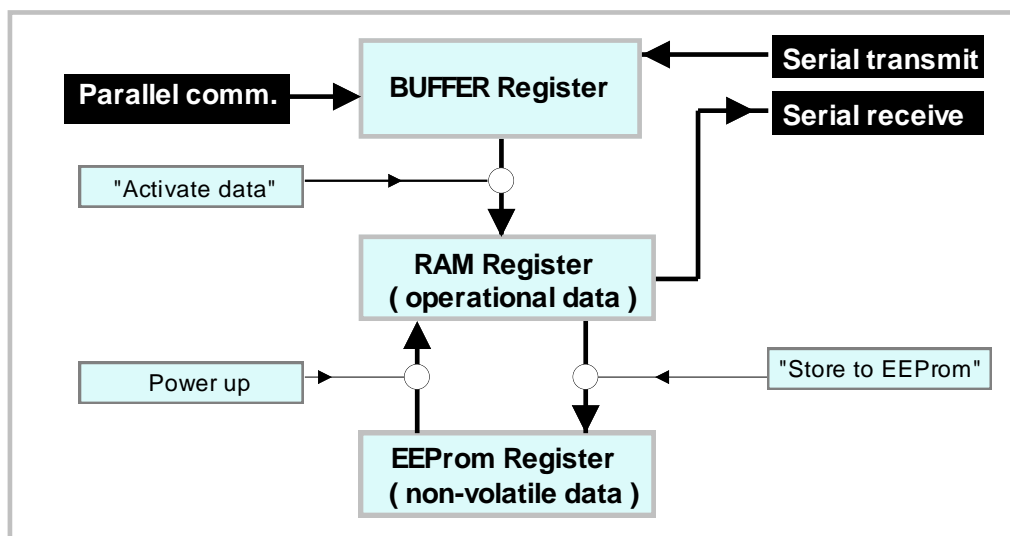 Serial transmit
Parallel comm.
BUFFER Register
Serial receive
"Activate data"
RAM Register
( operational data )
Power up
"Store to EEProm"
EEProm Register
( non-volatile data )